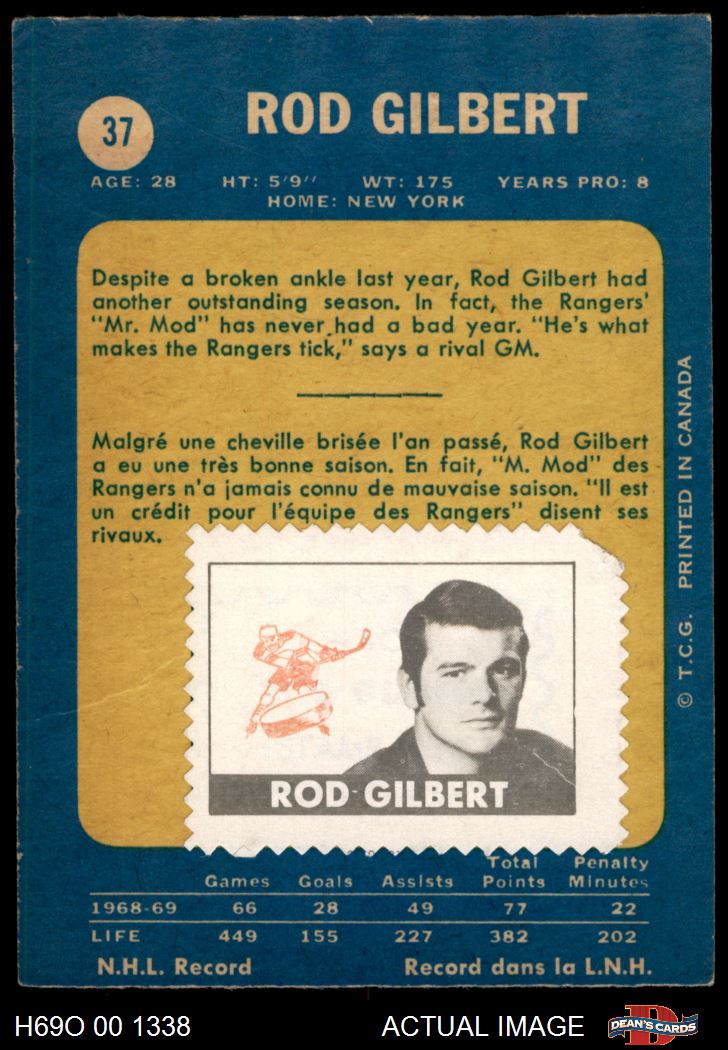 37
ROD GILBERT
AGE: 28 HT: 5'9'' WT: 175 YEARS PRO: 8
HOME: NEW YORK
Despite a broken ankle last year, Rod Gilbert had
another outstanding season. In fact, the Rangers'
"Mr. Mod" has never had a bad year. "He's what
makes the Rangers tick," says a rival GM.
Malgré une cheville brisée l'an passé, Rod Gilbert
a eu une très bonne saison. En fait, "M. Mod" des
Rangers n'a jamais connu de mauvaise saison. "Il est
un crédit pour l'équipe des Rangers" disent ses
rivaux.
ROD GILBERT
© T.C.G. PRINTED IN CANADA
Total Penalty
Games Goals Assists Points Minutes
1968-69 66 28 49 77 22
LIFE 449 155 227 382 202
N.H.L. Record Record dans la L.N.H.
H69O 00 1338 ACTUAL IMAGE
D
DEAN'S CARDS